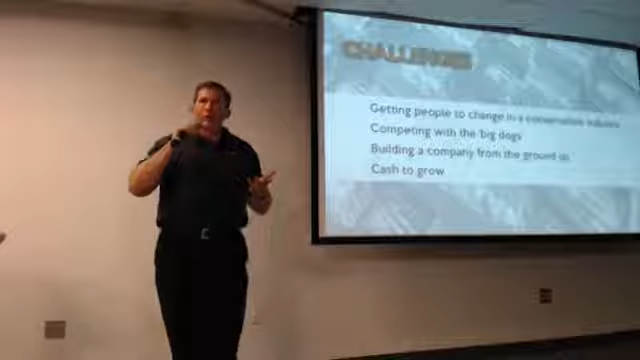 CHALLENGES
Getting people to change in a conservative industry
Competing with the big dogs
Building a company from the ground up
Cash to grow